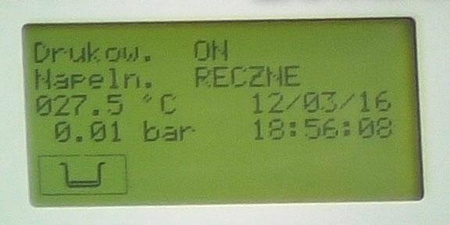 Drukow. ON
Napeln. RECZNE
027.5 °C 12/03/16
0.01 bar 18:56:08